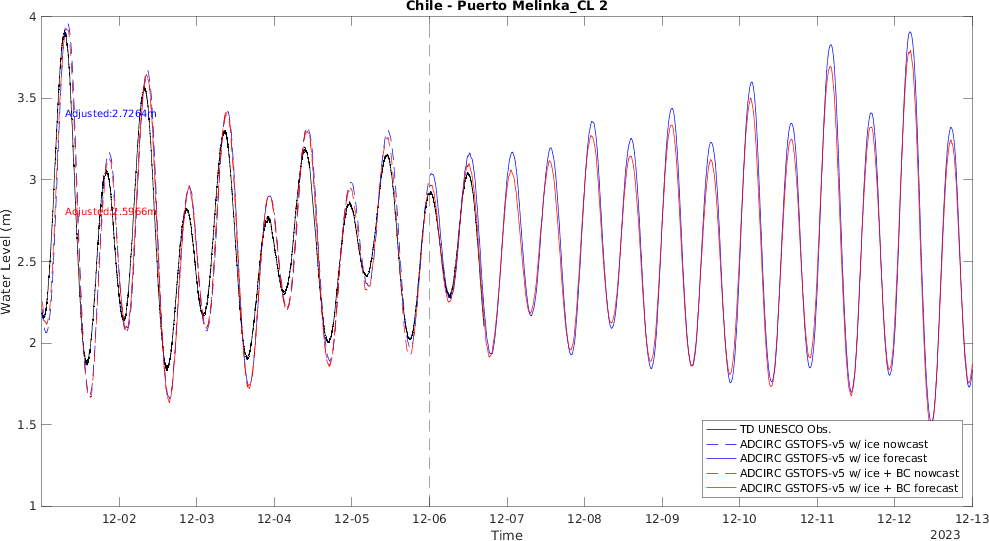 Chile - Puerto Melinka_CL 2
Water Level (m)
4
3.5
3
2.5
2
1.5
1
Adjusted:2.7264m
Adjusted:2.5966m
TD UNESCO Obs.
ADCIRC GSTOFS-v5 w/ ice nowcast
ADCIRC GSTOFS-v5 w/ ice forecast
ADCIRC GSTOFS-v5 w/ ice + BC nowcast
ADCIRC GSTOFS-v5 w/ ice + BC forecast
12-02 12-03 12-04 12-05 12-06 12-07 12-08 12-09 12-10 12-11 12-12 12-13
Time
2023